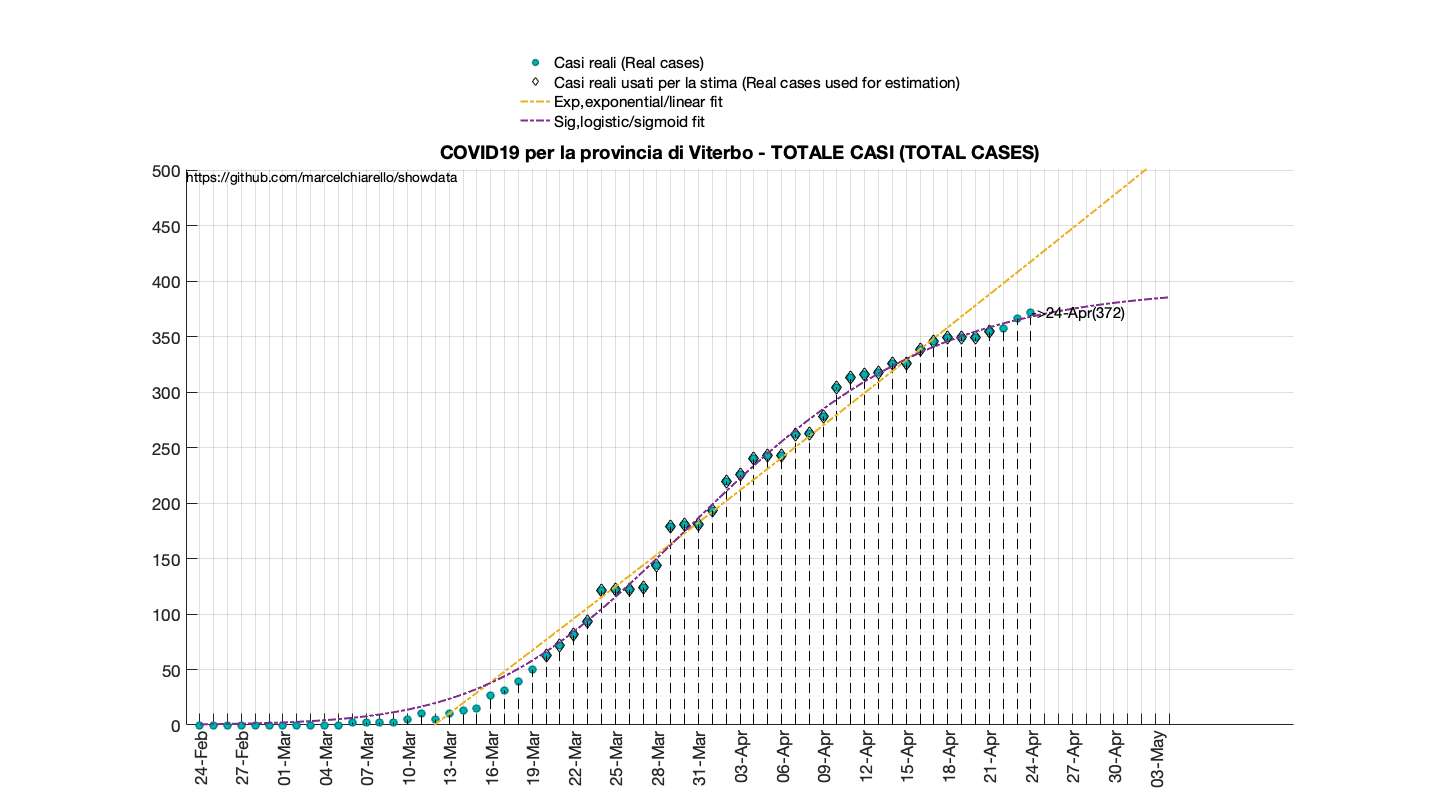 Casi reali (Real cases)
Casi reali usati per la stima (Real cases used for estimation)
Exp,exponential/linear fit
Sig,logistic/sigmoid fit
COVID19 per la provincia di Viterbo - TOTALE CASI (TOTAL CASES)
https://github.com/marcelchiarello/showdata
500
450
400
350
300
250
200
150
100
50
0
->24-Apr(372)
24-Feb
27-Feb
01-Mar
04-Mar
07-Mar
10-Mar
13-Mar
16-Mar
19-Mar
22-Mar
25-Mar
28-Mar
31-Mar
03-Apr
06-Apr
09-Apr
12-Apr
15-Apr
18-Apr
21-Apr
24-Apr
27-Apr
30-Apr
03-May